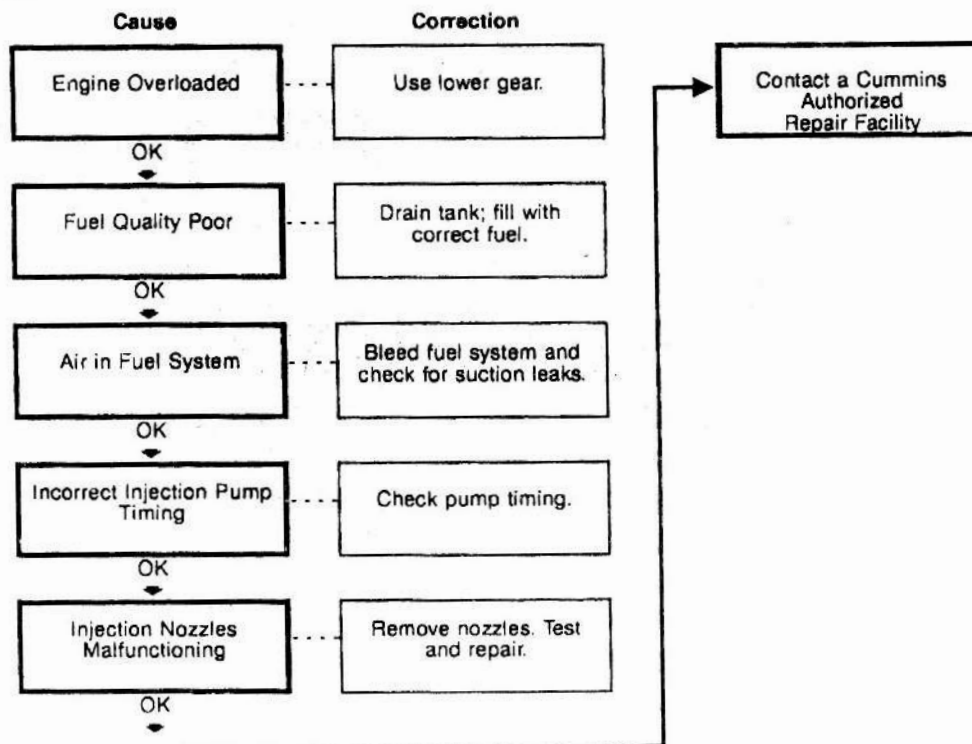 Cause
Correction
Engine Overloaded
Use lower gear.
Contact a Cummins
Authorized
Repair Facility
OK
Fuel Quality Poor
Drain tank; fill with
correct fuel.
OK
Air in Fuel System
Bleed fuel system and
check for suction leaks.
OK
Incorrect Injection Pump
Timing
Check pump timing.
OK
Injection Nozzles
Malfunctioning
Remove nozzles. Test
and repair.
OK